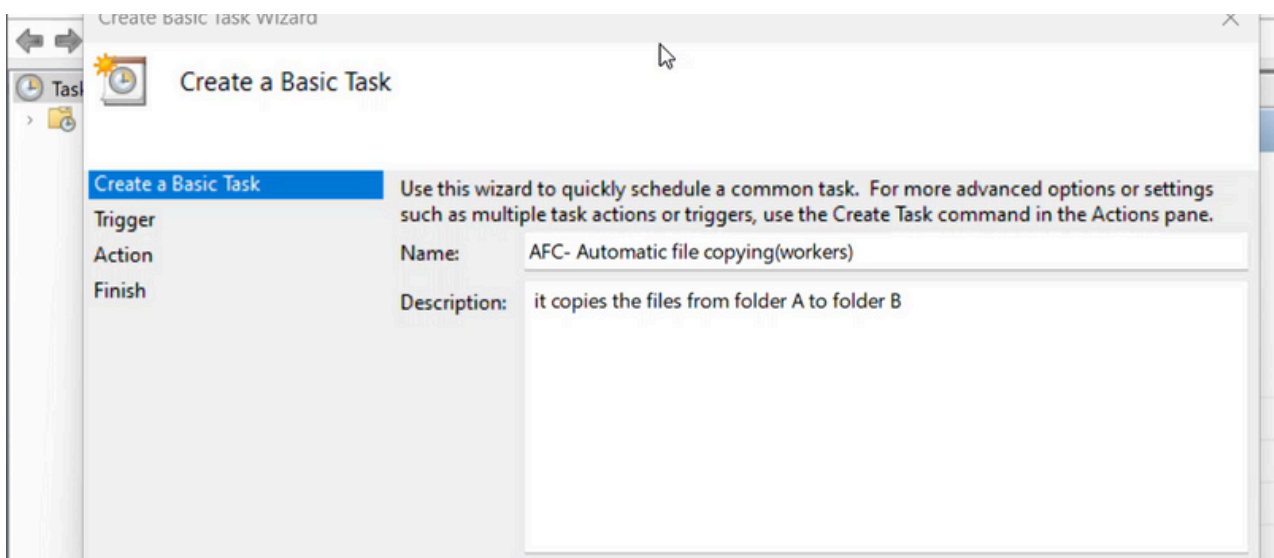 Create Basic Task Wizard
Task
Create a Basic Task
Create a Basic Task
Trigger
Action
Finish
Use this wizard to quickly schedule a common task. For more advanced options or settings
such as multiple task actions or triggers, use the Create Task command in the Actions pane.
Name: AFC- Automatic file copying(workers)
Description: it copies the files from folder A to folder B